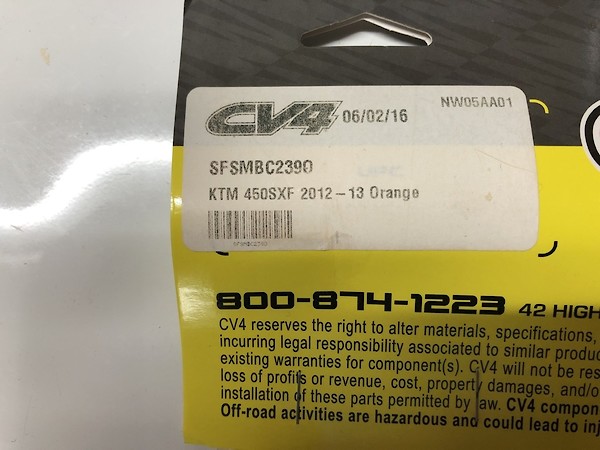 CV4 06/02/16 NW05AA01
SFSMBC2390
KTM 450SXF 2012-13 Orange
SFSMBC2390
800-874-1223 42 HIGH
CV4 reserves the right to alter materials, specifications,
incurring legal responsibility associated to similar produc
existing warranties for component(s). CV4 will not be res
loss of profits or revenue, cost, property damages, and/o
installation of these parts permitted by law. CV4 compon
Off-road activities are hazardous and could lead to inj